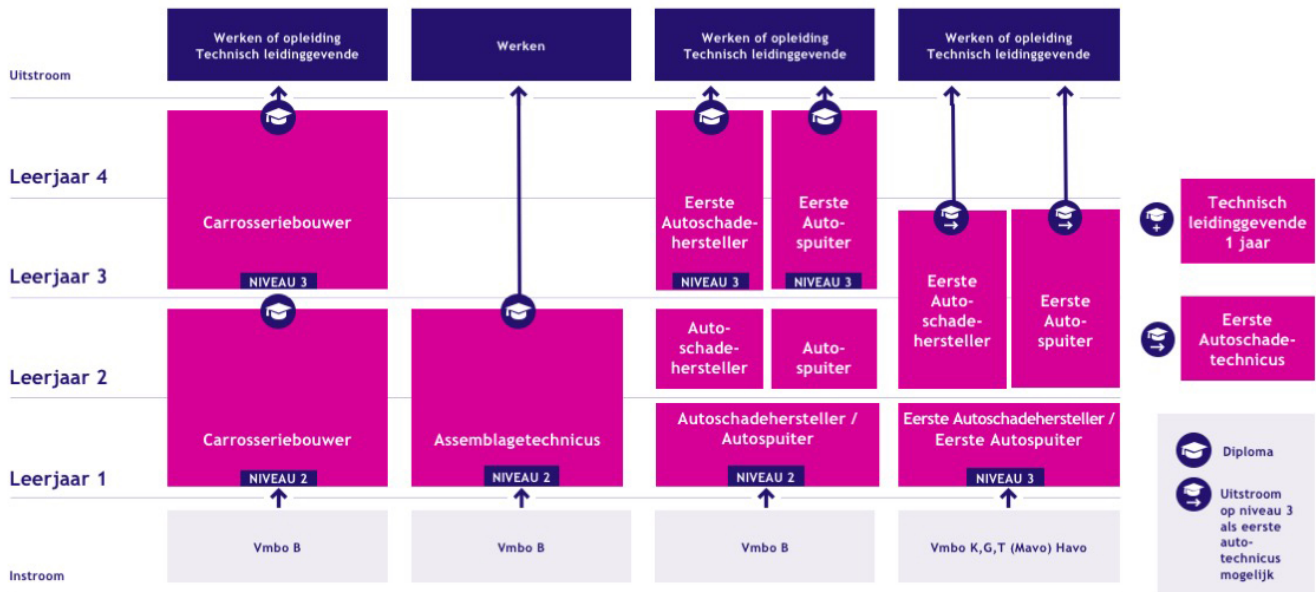 Werken of opleiding
Technisch leidinggevende
Werken
Werken of opleiding
Technisch leidinggevende
Werken of opleiding
Technisch leidinggevende
Uitstroom
Leerjaar 4
Carrosseriebouwer
NIVEAU 3
Eerste
Autoschade-
hersteller
NIVEAU 3
Eerste
Auto-
spuiter
NIVEAU 3
Technisch
leidinggevende
1 jaar
Leerjaar 3
Eerste
Auto-
schade-
hersteller
Eerste
Auto-
spuiter
Eerste
Autoschade-
technicus
Auto-
schade-
hersteller
Auto-
spuiter
Leerjaar 2
Carrosseriebouwer
NIVEAU 2
Assemblagetechnicus
NIVEAU 2
Autoschadehersteller /
Autospuiter
NIVEAU 2
Eerste Autoschadehersteller /
Eerste Autospuiter
NIVEAU 3
Leerjaar 1
Diploma
Uitstroom
op niveau 3
als eerste
auto-
technicus
mogelijk
Vmbo B
Vmbo B
Vmbo B
Vmbo K,G,T (Mavo) Havo
Instroom